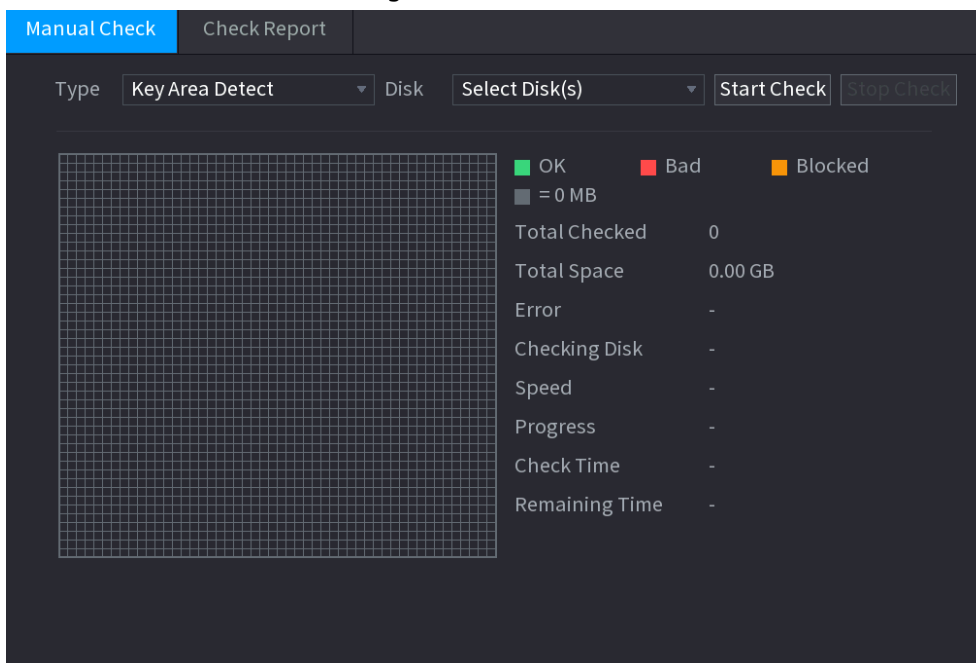 Manual Check Check Report
Type Key Area Detect Disk Select Disk(s) Start Check Stop Check
OK Bad Blocked
= 0 MB
Total Checked 0
Total Space 0.00 GB
Error -
Checking Disk -
Speed -
Progress -
Check Time -
Remaining Time -